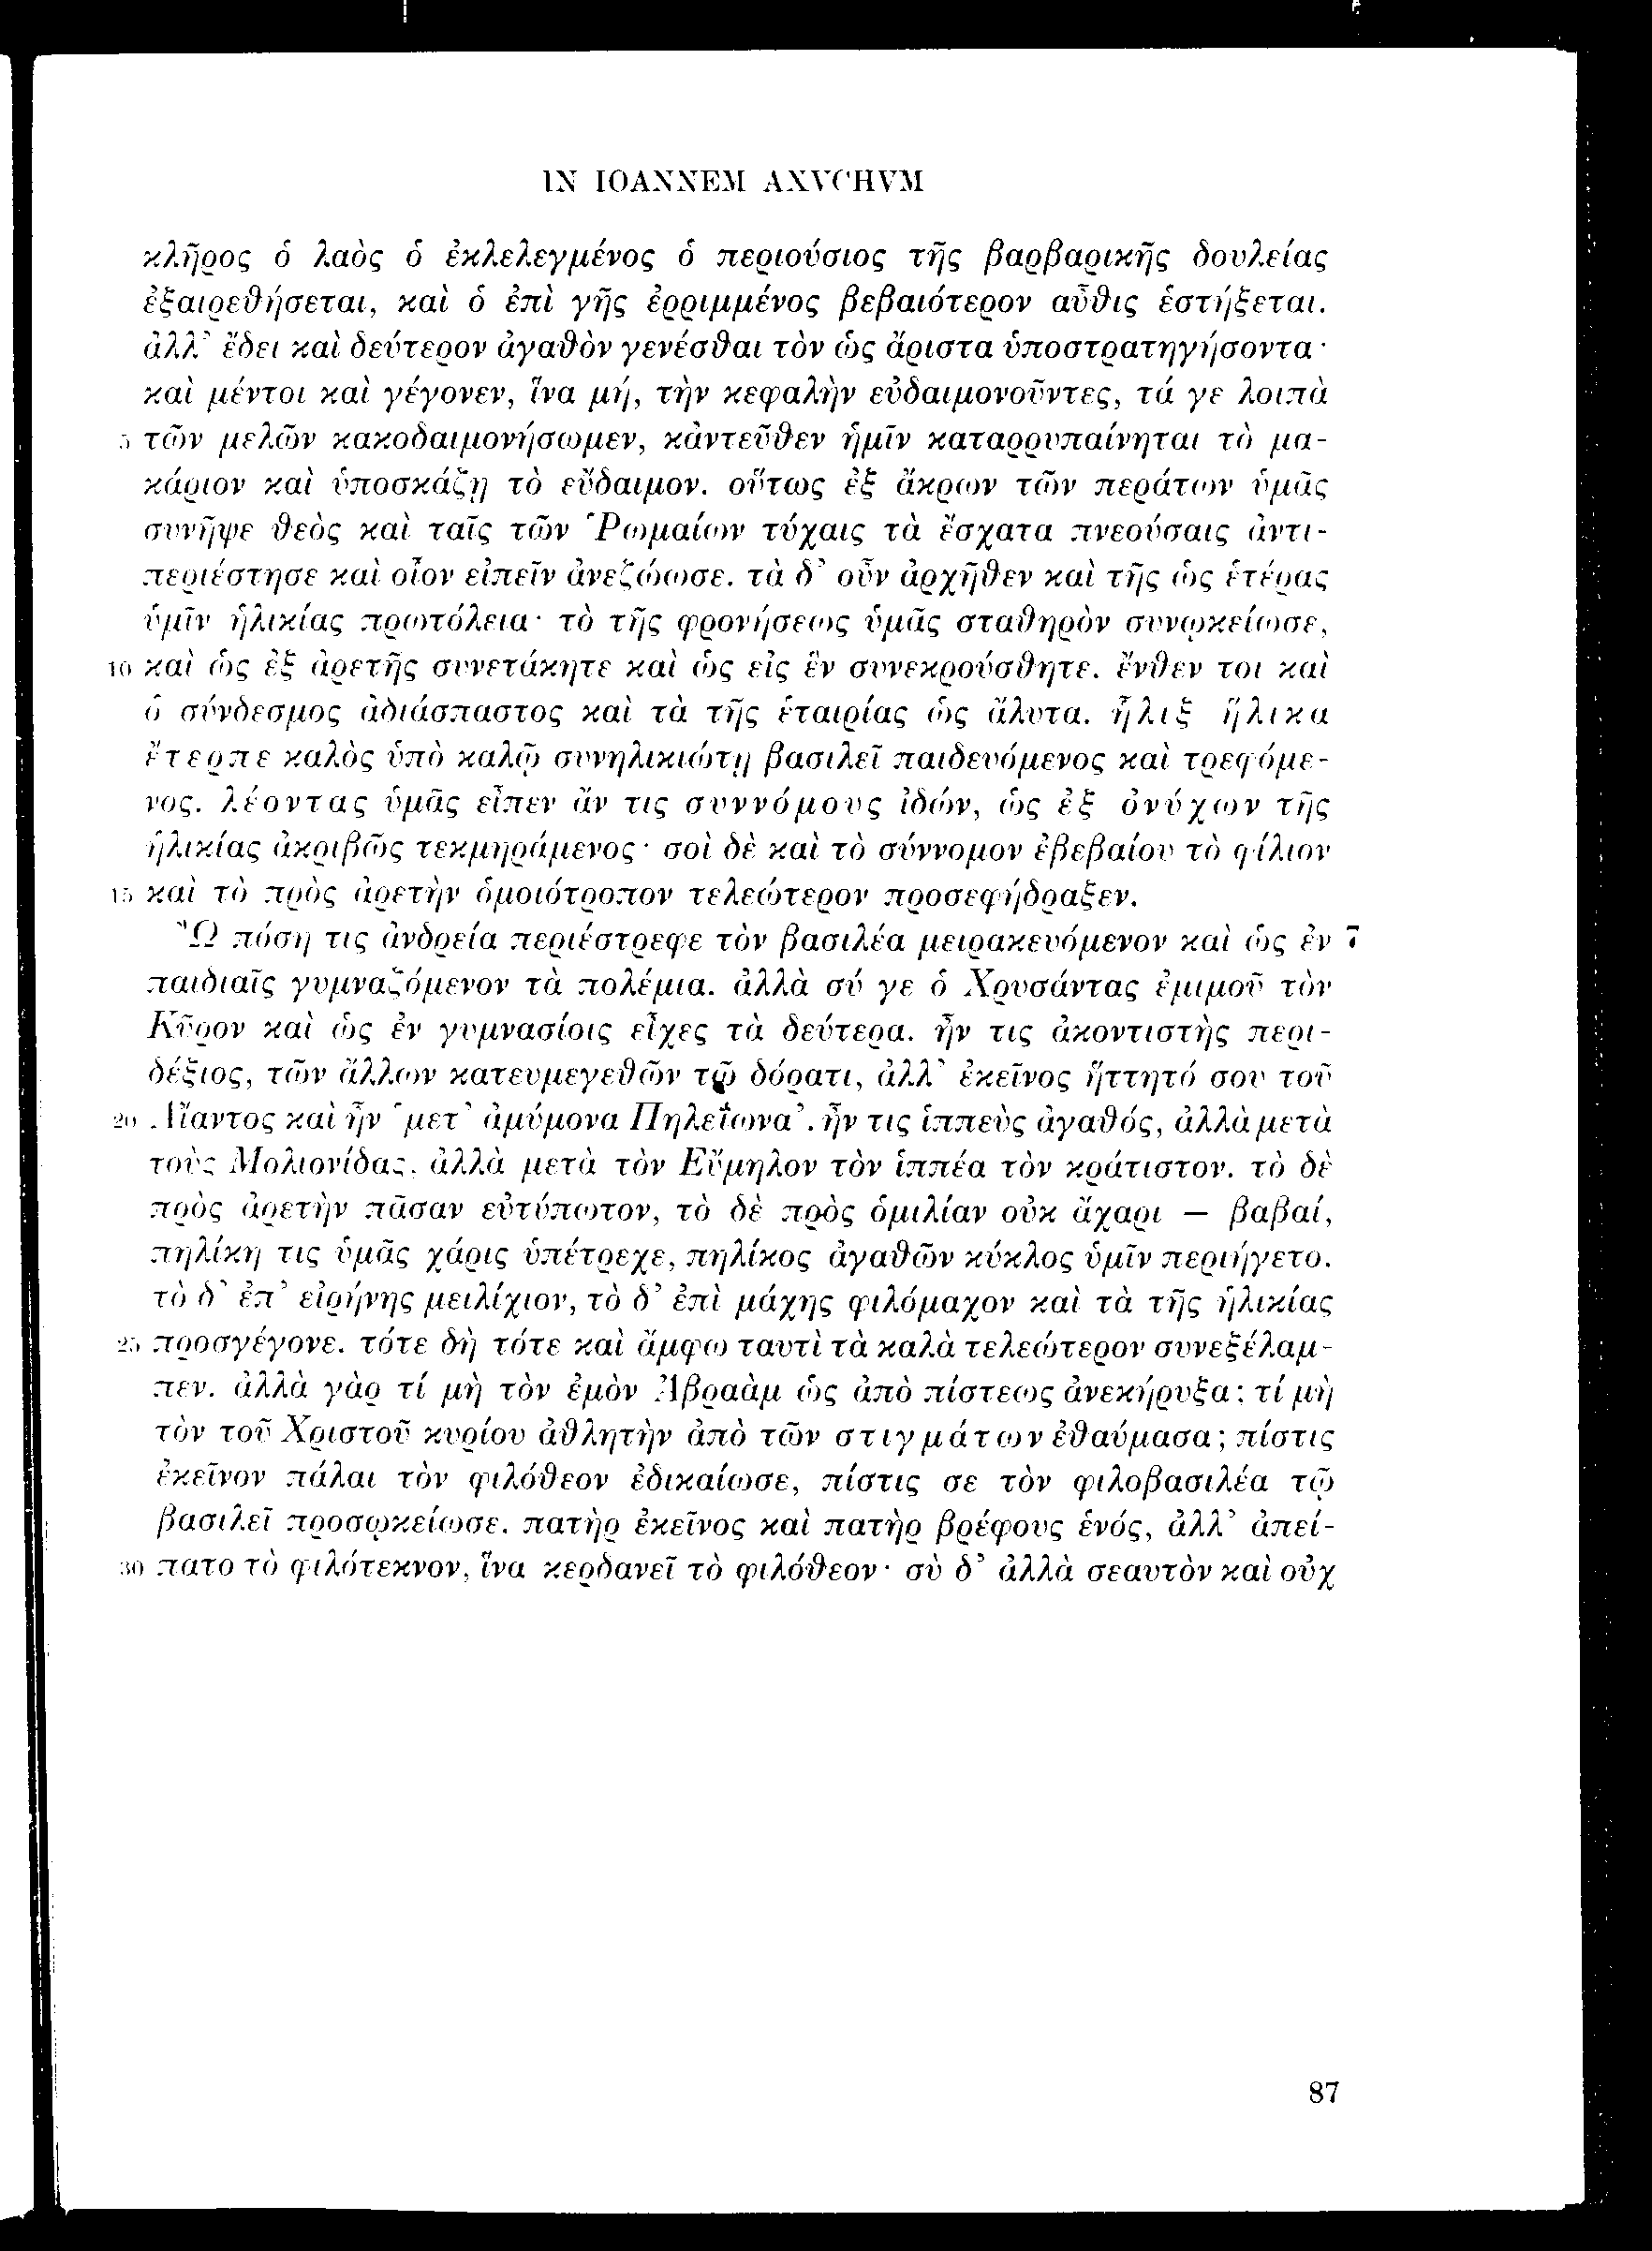 IN IOANNEM AXVCHVM
κλῆρος ὁ λαὸς ὁ ἐκλελεγμένος ὁ περιούσιος τῆς βαρβαρικῆς δουλείας
ἐξαιρεθήσεται, καὶ ὁ ἐπὶ γῆς ἐρριμμένος βεβαιότερον αὖθις ἑστήξεται.
ἀλλ’ ἔδει καὶ δεύτερον ἀγαθὸν γενέσθαι τὸν ὡς ἄριστα ὑποστρατηγήσοντα·
καὶ μέντοι καὶ γέγονεν, ἵνα μή, τὴν κεφαλὴν εὐδαιμονοῦντες, τά γε λοιπὰ
5 τῶν μελῶν κακοδαιμονήσωμεν, κἀντεῦθεν ἡμῖν καταρρυπαίνηται τὸ μα-
κάριον καὶ ὑποσκάζῃ τὸ εὔδαιμον. οὕτως ἐξ ἄκρων τῶν περάτων ὑμᾶς
συνῆψε θεὸς καὶ ταῖς τῶν Ῥωμαίων τύχαις τὰ ἔσχατα πνεούσαις ἀντι-
περιέστησε καὶ οἷον εἰπεῖν ἀνεζώωσε. τὰ δ’ οὖν ἀρχῆθεν καὶ τῆς ὡς ἑτέρας
ὑμῖν ἡλικίας πρωτόλεια· τὸ τῆς φρονήσεως ὑμᾶς σταθηρὸν συνῳκείωσε,
10 καὶ ὡς ἐξ ἀρετῆς συνετάκητε καὶ ὡς εἰς ἓν συνεκρούσθητε. ἔνθεν τοι καὶ
ὁ σύνδεσμος ἀδιάσπαστος καὶ τὰ τῆς ἑταιρίας ὡς ἄλυτα. ἧλιξ ἥλικα
ἔτερπε καλὸς ὑπὸ καλῷ συνηλικιώτῃ βασιλεῖ παιδευόμενος καὶ τρεφόμε-
νος. λέοντας ὑμᾶς εἶπεν ἄν τις συννόμους ἰδών, ὡς ἐξ ὀνύχων τῆς
ἡλικίας ἀκριβῶς τεκμηράμενος· σοὶ δὲ καὶ τὸ σύννομον ἐβεβαίου τὸ φίλιον
15 καὶ τὸ πρὸς ἀρετὴν ὁμοιότροπον τελεώτερον προσεφήδραξεν.
Ὢ πόση τις ἀνδρεία περιέστρεφε τὸν βασιλέα μειρακευόμενον καὶ ὡς ἐν 7
παιδιαῖς γυμναζόμενον τὰ πολέμια. ἀλλὰ σύ γε ὁ Χρυσάντας ἐμιμοῦ τὸν
Κῦρον καὶ ὡς ἐν γυμνασίοις εἶχες τὰ δεύτερα. ἦν τις ἀκοντιστὴς περι-
δέξιος, τῶν ἄλλων κατευμεγεθῶν τῷ δόρατι, ἀλλ’ ἐκεῖνος ἥττητό σου τοῦ
20 Αἴαντος καὶ ἦν ‘μετ’ ἀμύμονα Πηλεΐωνα’. ἦν τις ἱππεὺς ἀγαθός, ἀλλὰ μετὰ
τοὺς Μολιονίδας, ἀλλὰ μετὰ τὸν Εὔμηλον τὸν ἱππέα τὸν κράτιστον. τὸ δὲ
πρὸς ἀρετὴν πᾶσαν εὐτύπωτον, τὸ δὲ πρὸς ὁμιλίαν οὐκ ἄχαρι — βαβαί,
πηλίκη τις ὑμᾶς χάρις ὑπέτρεχε, πηλίκος ἀγαθῶν κύκλος ὑμῖν περιήγετο.
τὸ δ’ ἐπ’ εἰρήνης μειλίχιον, τὸ δ’ ἐπὶ μάχης φιλόμαχον καὶ τὰ τῆς ἡλικίας
25 προσγέγονε. τότε δὴ τότε καὶ ἄμφω ταυτὶ τὰ καλὰ τελεώτερον συνεξέλαμ-
πεν. ἀλλὰ γὰρ τί μὴ τὸν ἐμὸν Ἀβραὰμ ὡς ἀπὸ πίστεως ἀνεκήρυξα; τί μὴ
τὸν τοῦ Χριστοῦ κυρίου ἀθλητὴν ἀπὸ τῶν στιγμάτων ἐθαύμασα; πίστις
ἐκεῖνον πάλαι τὸν φιλόθεον ἐδικαίωσε, πίστις σε τὸν φιλοβασιλέα τῷ
βασιλεῖ προσῳκείωσε. πατὴρ ἐκεῖνος καὶ πατὴρ βρέφους ἑνός, ἀλλ’ ἀπεί-
30 πατο τὸ φιλότεκνον, ἵνα κερδανεῖ τὸ φιλόθεον· σὺ δ’ ἀλλὰ σεαυτὸν καὶ οὐχ
87